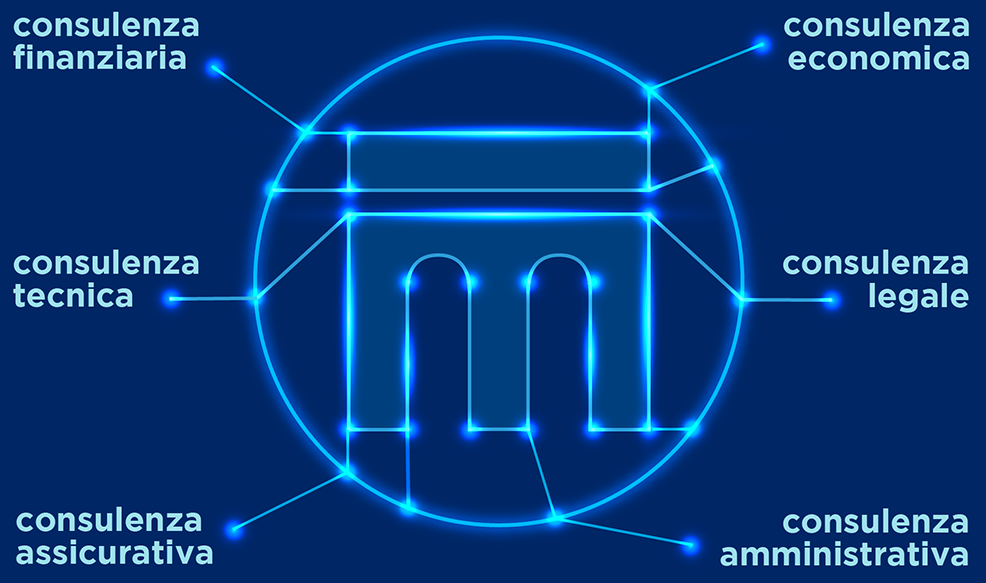 consulenza
finanziaria
consulenza
economica
consulenza
tecnica
consulenza
legale
consulenza
assicurativa
consulenza
amministrativa